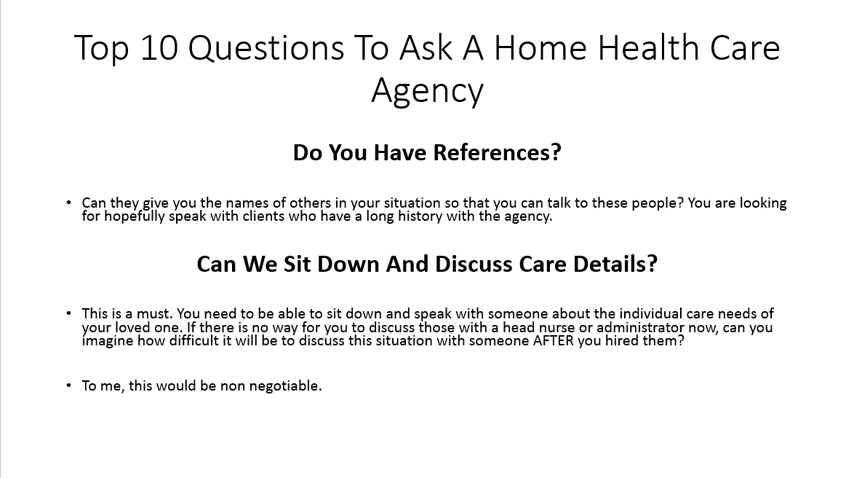 Top 10 Questions To Ask A Home Health Care
Agency
Do You Have References?
• Can they give you the names of others in your situation so that you can talk to these people? You are looking
for hopefully speak with clients who have a long history with the agency.
Can We Sit Down And Discuss Care Details?
• This is a must. You need to be able to sit down and speak with someone about the individual care needs of
your loved one. If there is no way for you to discuss those with a head nurse or administrator now, can you
imagine how difficult it will be to discuss this situation with someone AFTER you hired them?
• To me, this would be non negotiable.